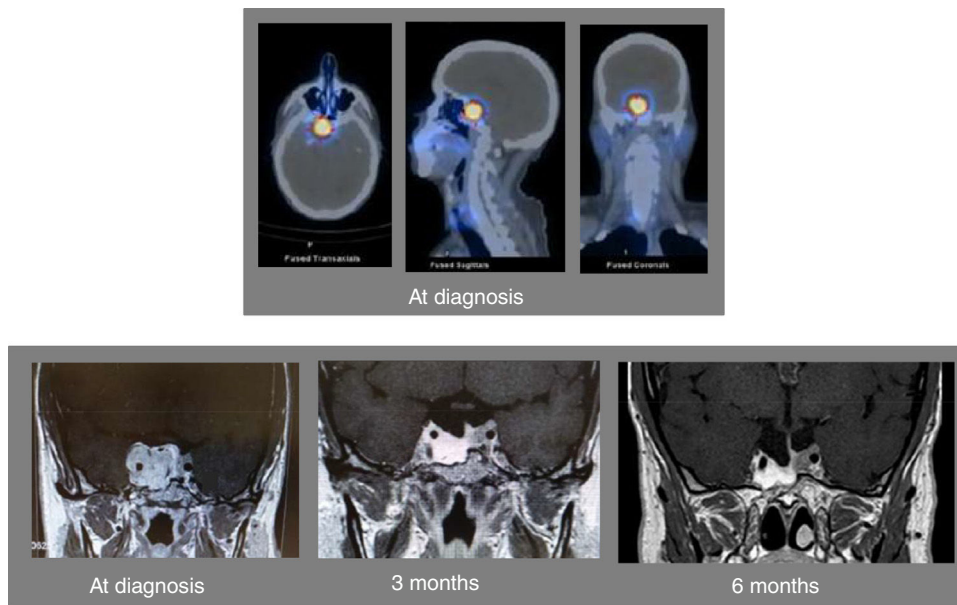 P
Fused Transaxials
Fused Sagittals
Fused Coronals
At diagnosis
At diagnosis
3 months
6 months